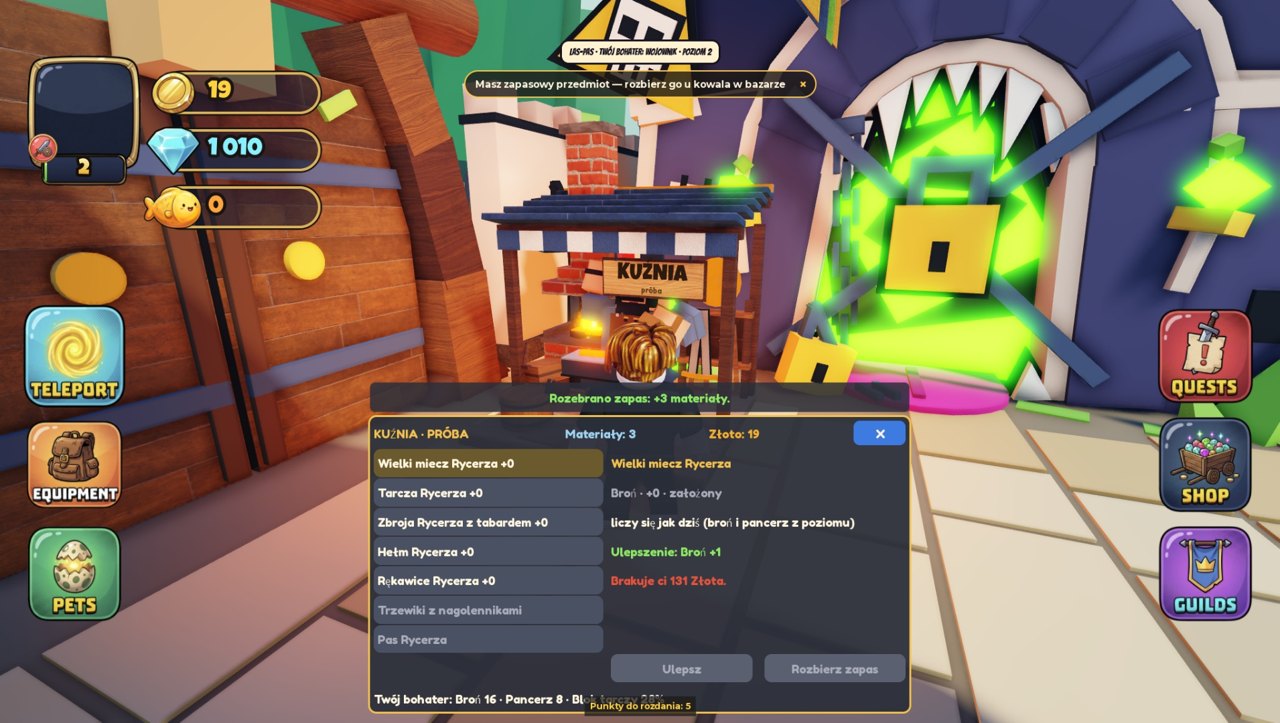 LAS-PAS · TWÓJ BOHATER: WOJOWNIK · POZIOM 2
Masz zapasowy przedmiot — rozbierz go u kowala w bazarze ×
19
1 010
0
2
KUŹNIA
próba
TELEPORT
EQUIPMENT
PETS
QUESTS
SHOP
GUILDS
Rozebrano zapas: +3 materiały.
KUŹNIA · PRÓBA Materiały: 3 Złoto: 19 ✕
Wielki miecz Rycerza +0
Tarcza Rycerza +0
Zbroja Rycerza z tabardem +0
Hełm Rycerza +0
Rękawice Rycerza +0
Trzewiki z nagolennikami
Pas Rycerza
Wielki miecz Rycerza
Broń · +0 · założony
liczy się jak dziś (broń i pancerz z poziomu)
Ulepszenie: Broń +1
Brakuje ci 131 Złota.
Ulepsz Rozbierz zapas
Twój bohater: Broń 16 · Pancerz 8 · Blok tarczy
Punkty do rozdania: 5